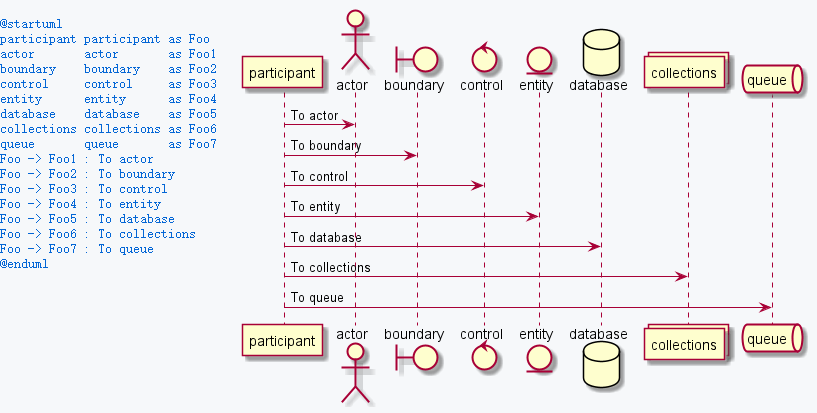 @startuml
participant participant as Foo
actor       actor       as Foo1
boundary    boundary    as Foo2
control     control     as Foo3
entity      entity      as Foo4
database    database    as Foo5
collections collections as Foo6
queue       queue       as Foo7
Foo -> Foo1 : To actor
Foo -> Foo2 : To boundary
Foo -> Foo3 : To control
Foo -> Foo4 : To entity
Foo -> Foo5 : To database
Foo -> Foo6 : To collections
Foo -> Foo7 : To queue
@enduml
participant actor boundary control entity database collections queue
To actor
To boundary
To control
To entity
To database
To collections
To queue
participant actor boundary control entity database collections queue